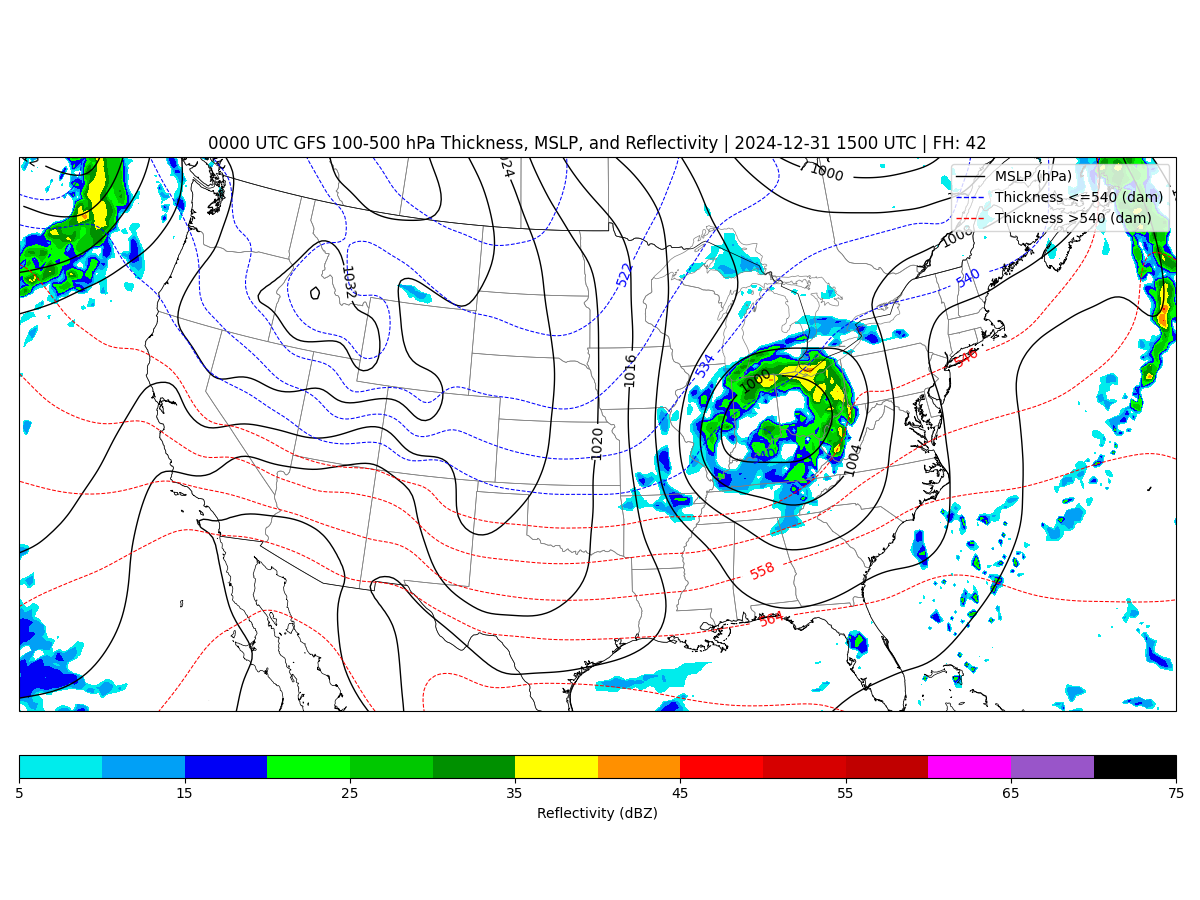 0000 UTC GFS 100-500 hPa Thickness, MSLP, and Reflectivity | 2024-12-31 1500 UTC | FH: 42
MSLP (hPa)
Thickness <=540 (dam)
Thickness >540 (dam)
1000
1008
540
522
1032
546
534
1016
1000
1020
1004
558
564
5 15 25 35 45 55 65 75
Reflectivity (dBZ)